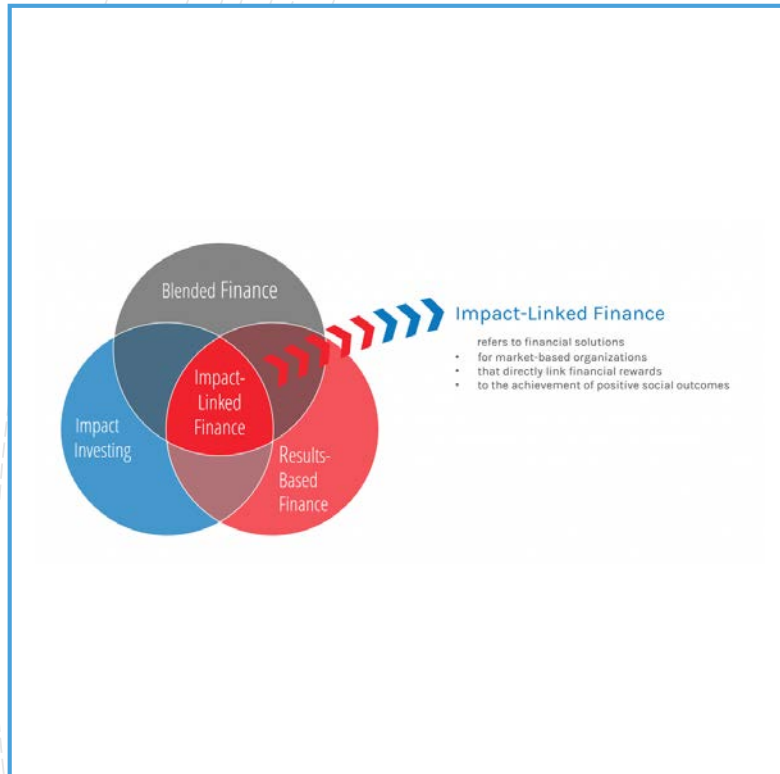 Blended Finance
Impact-
Linked
Finance
Impact
Investing
Results-
Based
Finance
Impact-Linked Finance
refers to financial solutions
• for market-based organizations
• that directly link financial rewards
• to the achievement of positive social outcomes